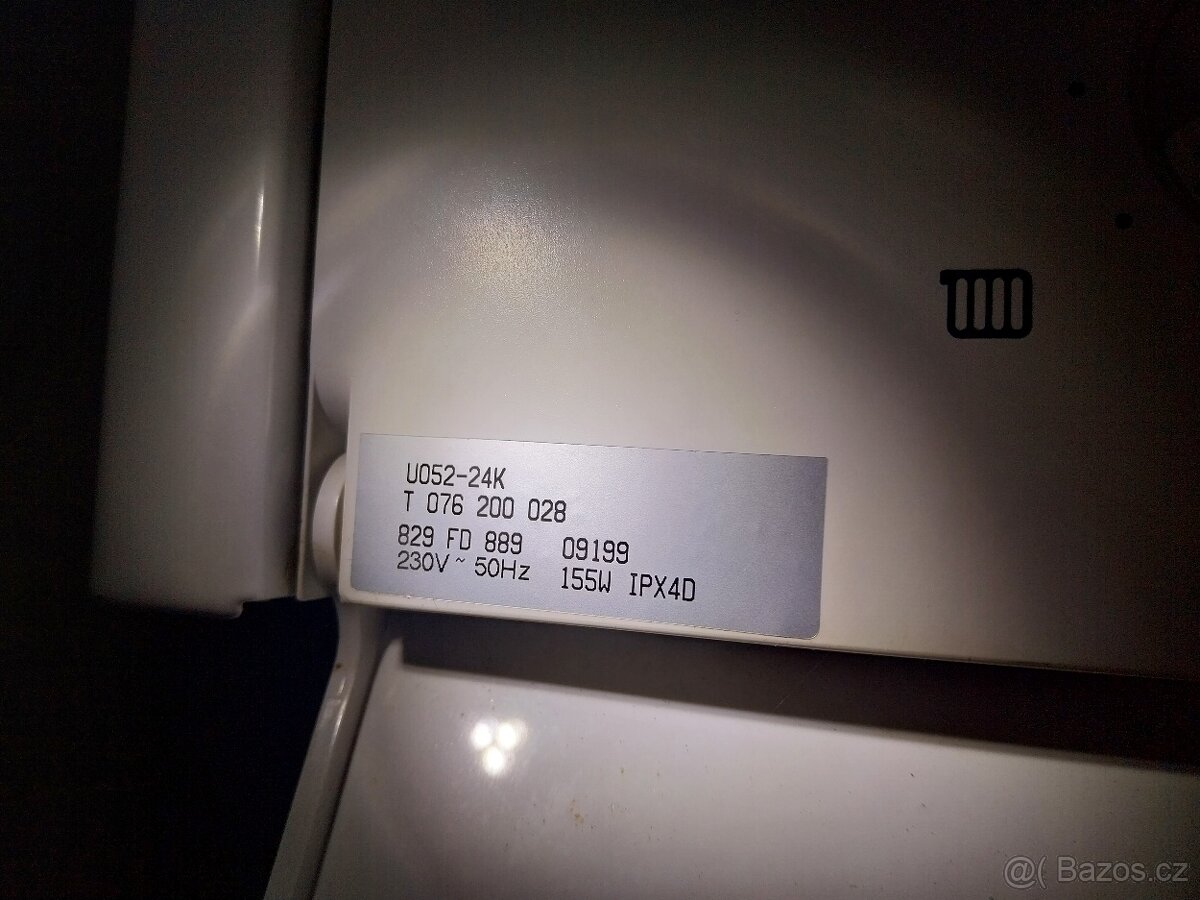 U052-24K
T 076 200 028
829 FD 889 09199
230V ~ 50Hz 155W IPX4D
@( Bazos.cz